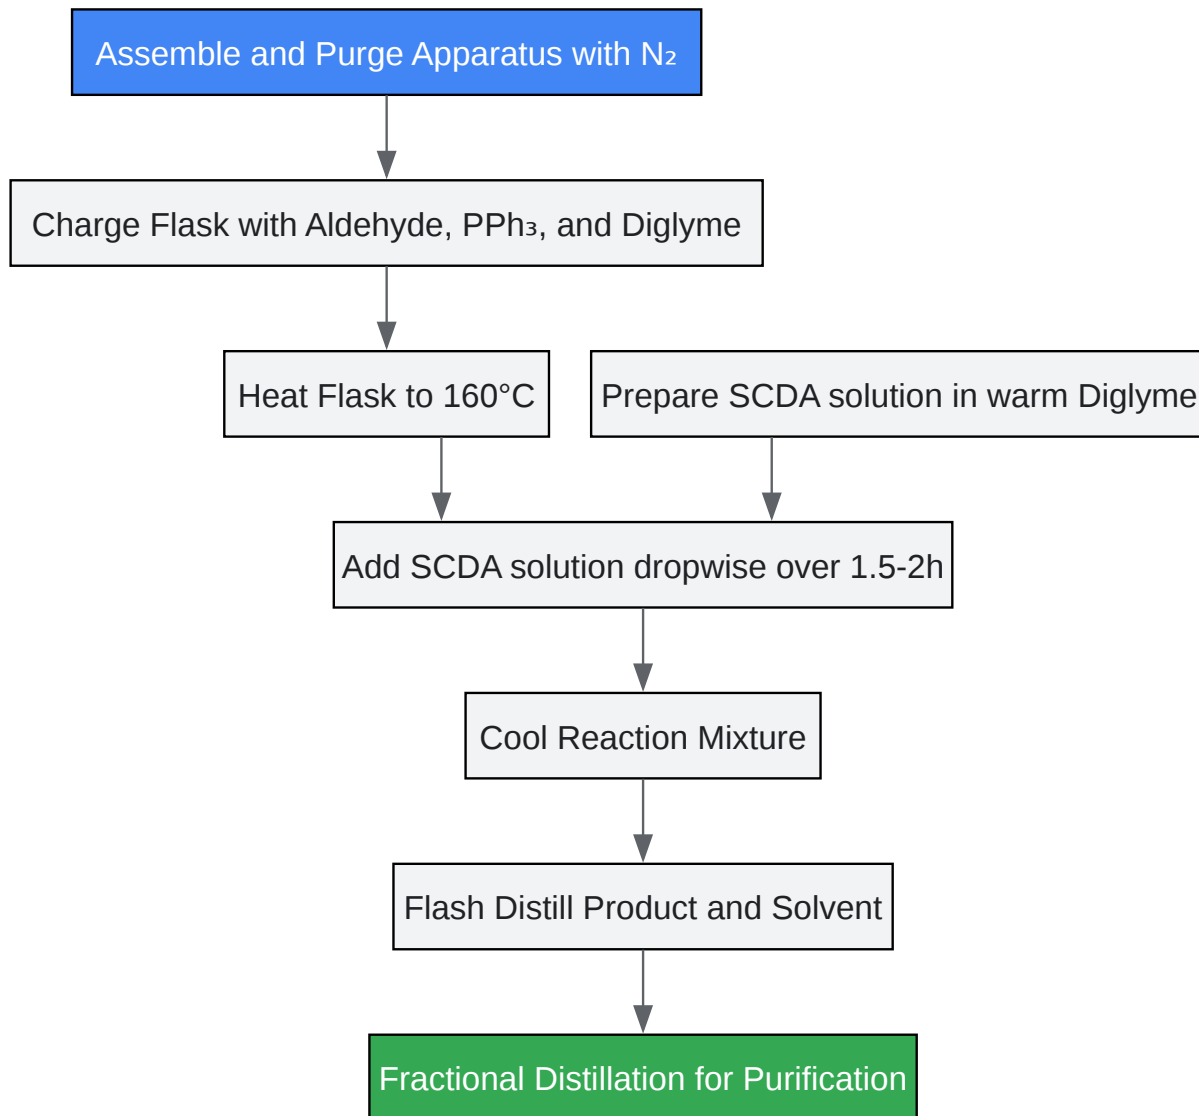 Assemble and Purge Apparatus with N₂
Charge Flask with Aldehyde, PPh₃, and Diglyme
Heat Flask to 160°C
Prepare SCDA solution in warm Diglyme
Add SCDA solution dropwise over 1.5-2h
Cool Reaction Mixture
Flash Distill Product and Solvent
Fractional Distillation for Purification